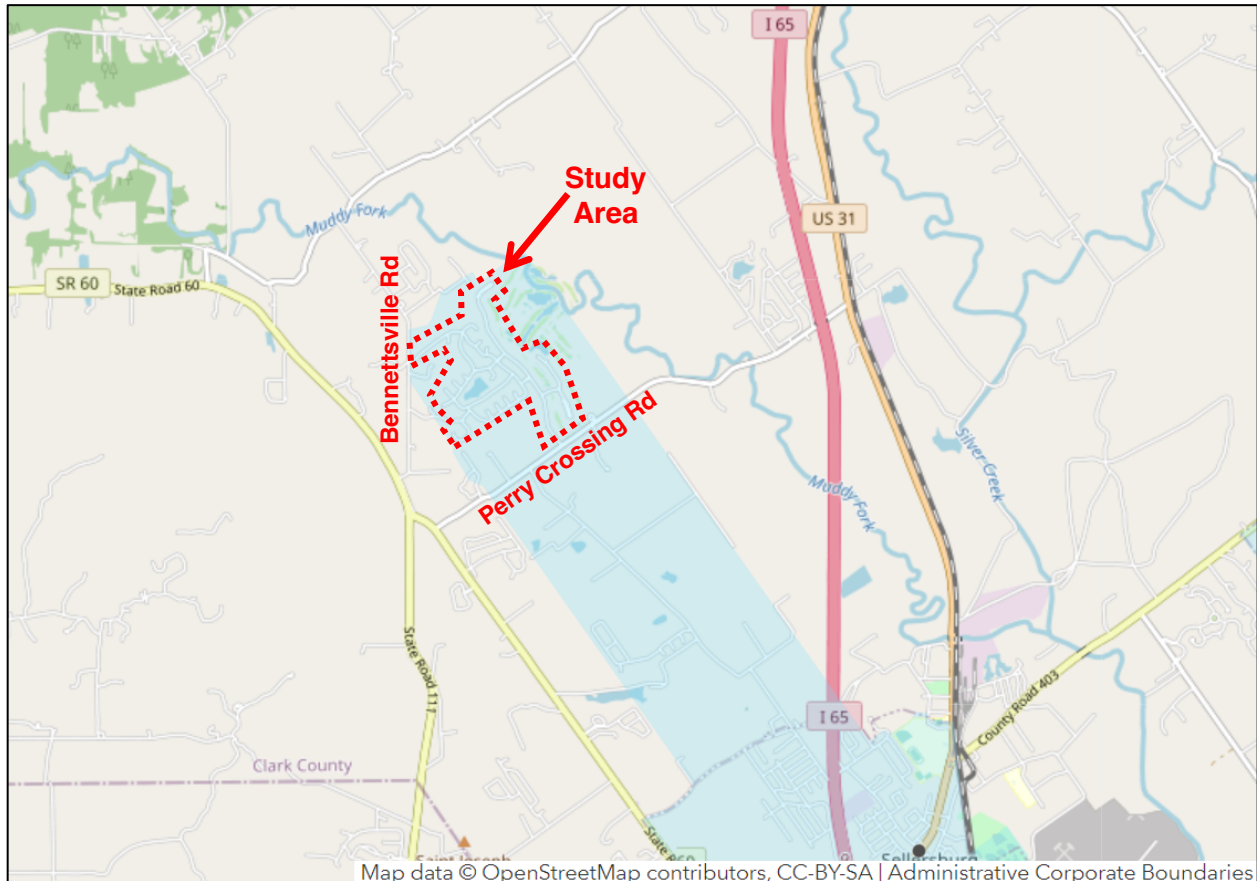 I 65
Study
Area
Muddy Fork
US 31
SR 60
State Road 60
Bennettsville Rd
Perry Crossing Rd
Silver Creek
Muddy Fork
State Road 111
I 65
County Road 403
Clark County
Saint Joseph
State R
60
Sellersburg
Map data © OpenStreetMap contributors, CC-BY-SA | Administrative Corporate Boundaries